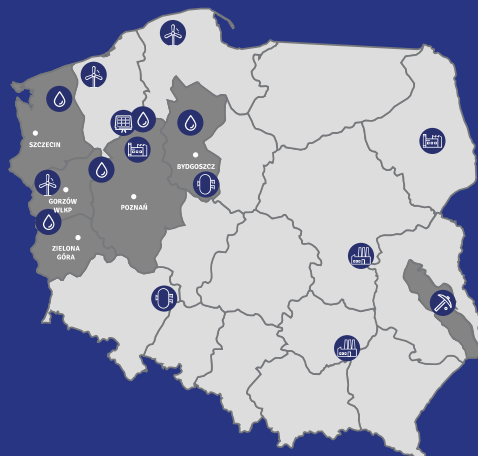 SZCZECIN
BYDGOSZCZ
GORZÓW
WLKP
POZNAŃ
ZIELONA
GÓRA